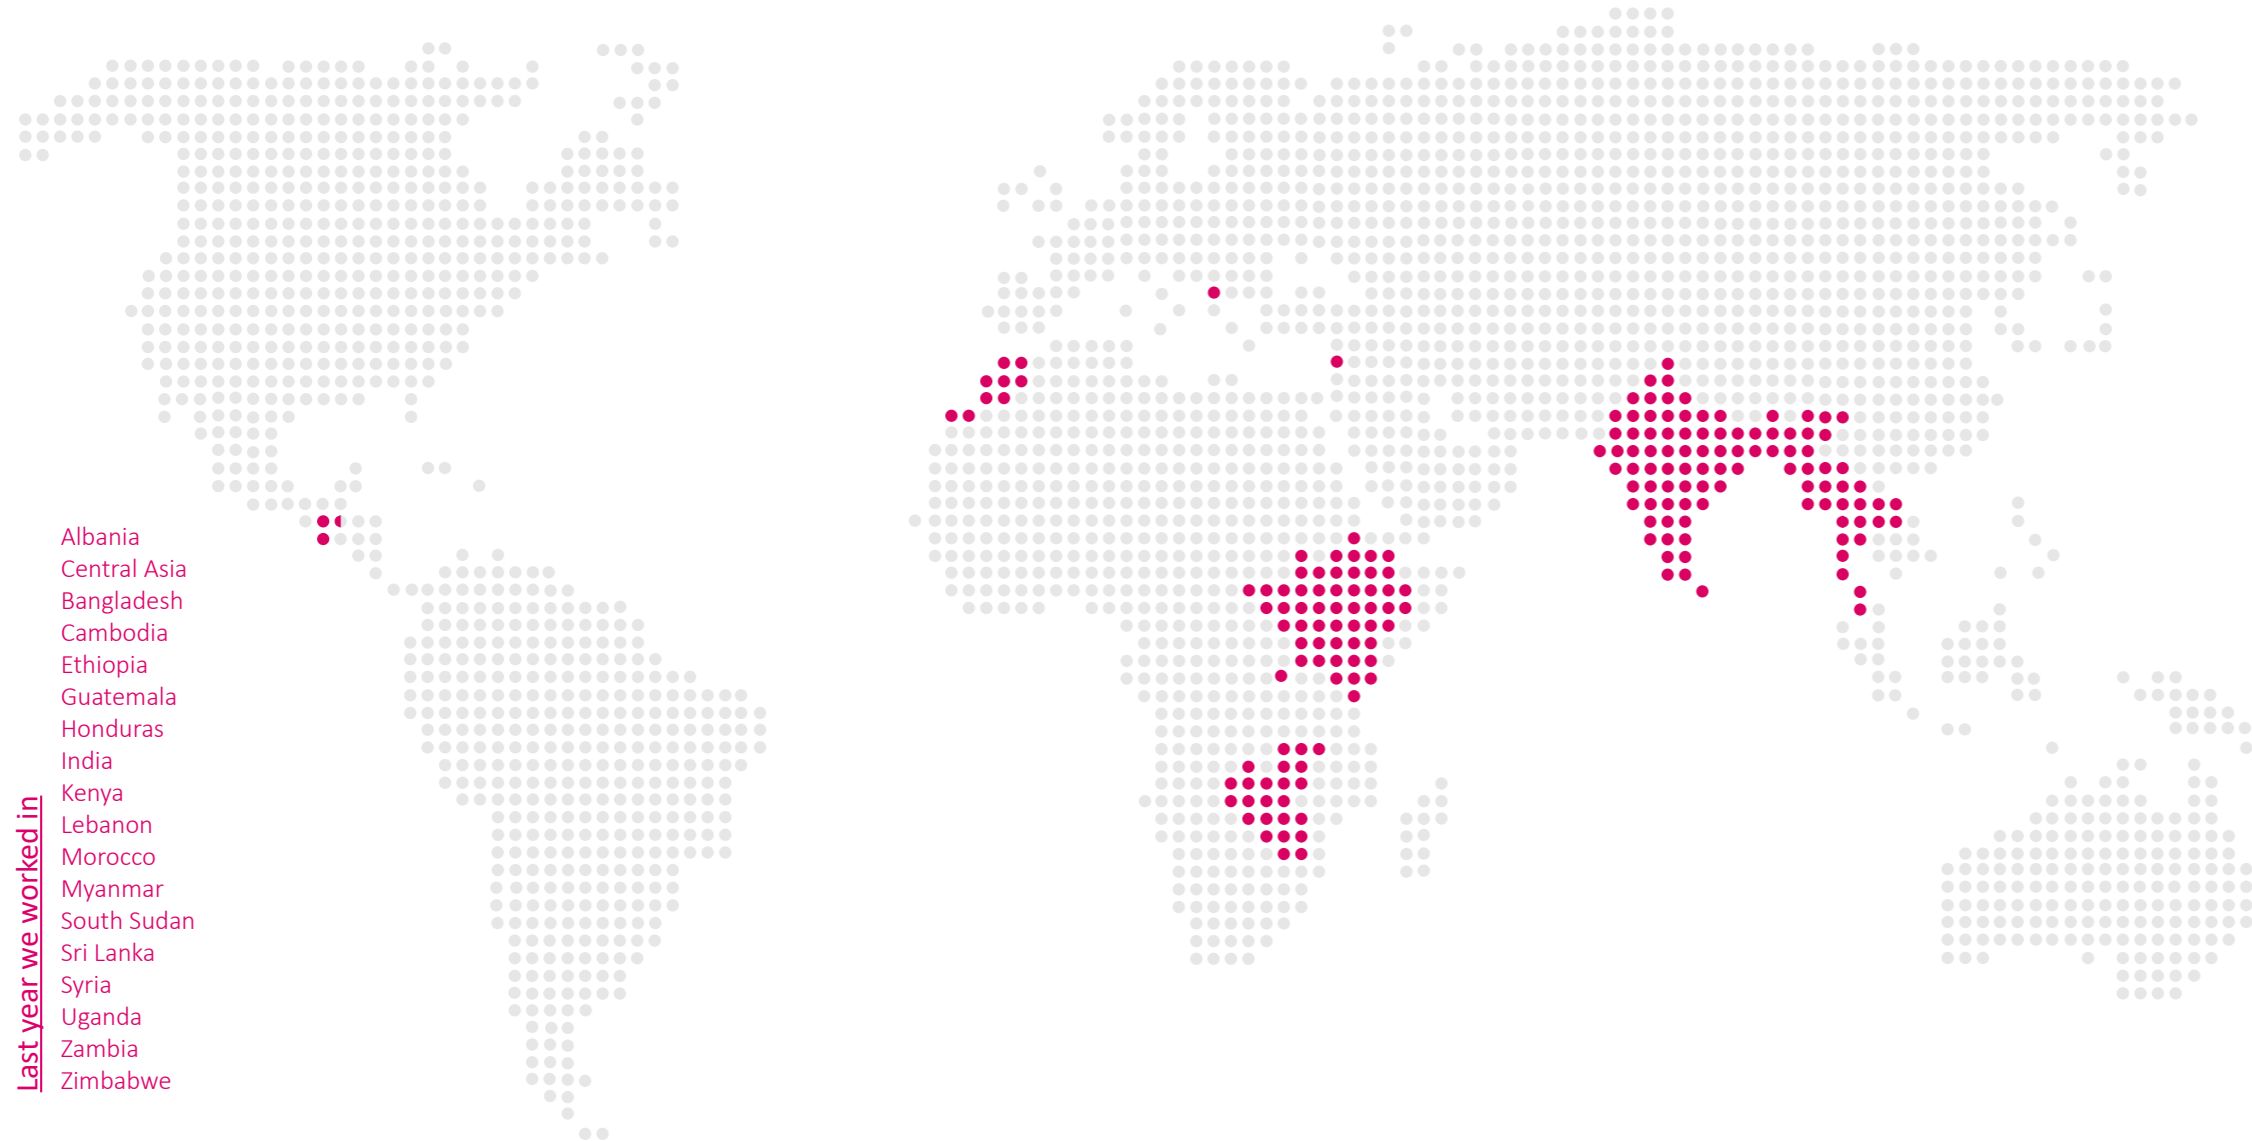 Last year we worked in
Albania
Central Asia
Bangladesh
Cambodia
Ethiopia
Guatemala
Honduras
India
Kenya
Lebanon
Morocco
Myanmar
South Sudan
Sri Lanka
Syria
Uganda
Zambia
Zimbabwe